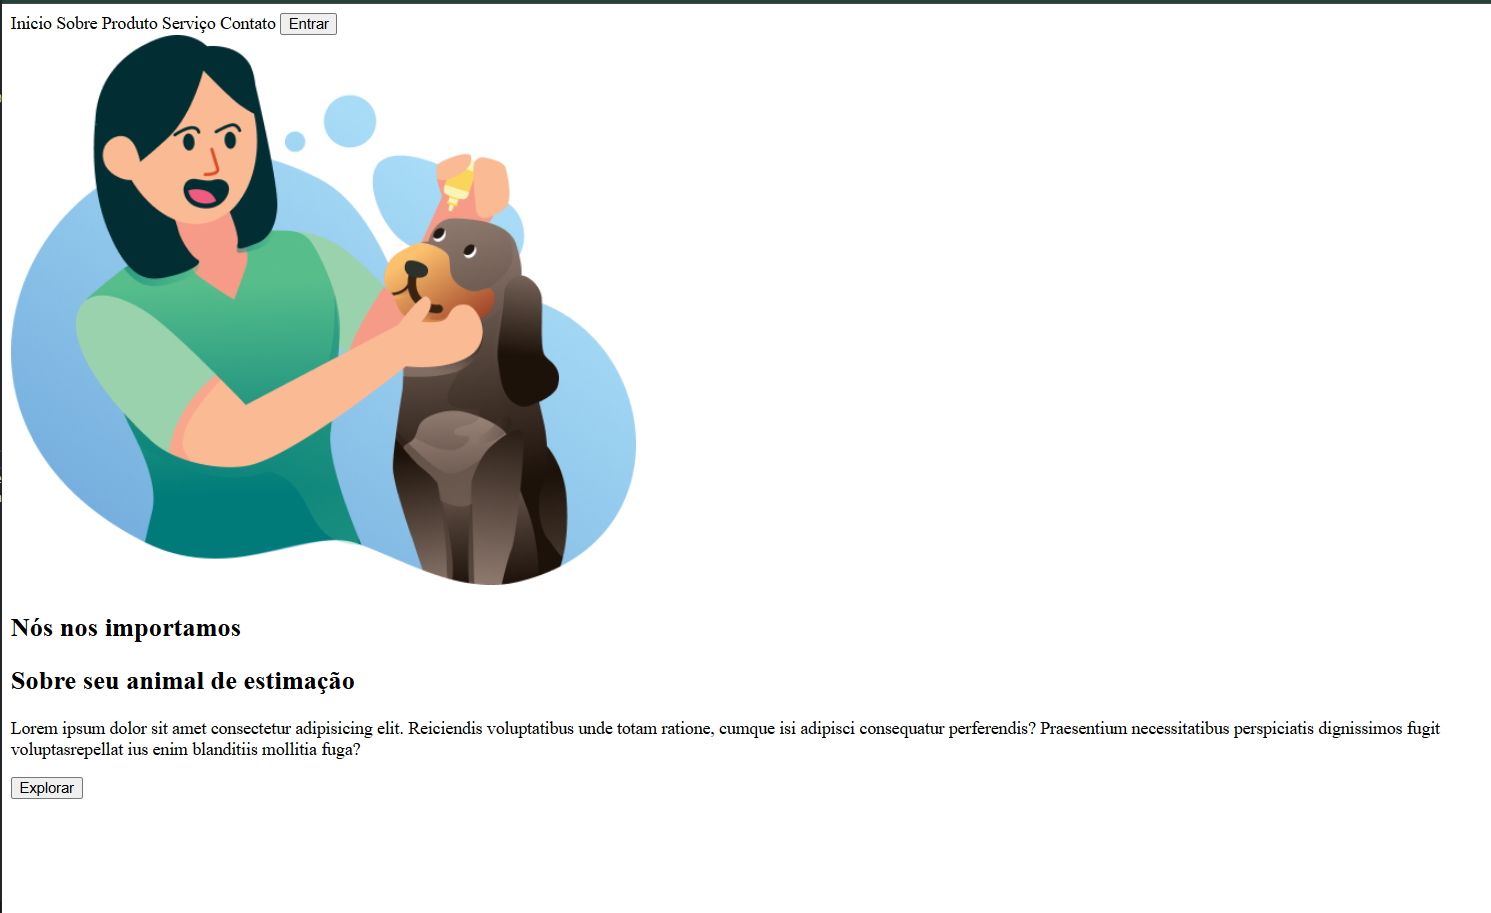 Inicio Sobre Produto Serviço Contato Entrar
Nós nos importamos
Sobre seu animal de estimação
Lorem ipsum dolor sit amet consectetur adipisicing elit. Reiciendis voluptatibus unde totam ratione, cumque isi adipisci consequatur perferendis? Praesentium necessitatibus perspiciatis dignissimos fugit
voluptasrepellat ius enim blanditiis mollitia fuga?
Explorar